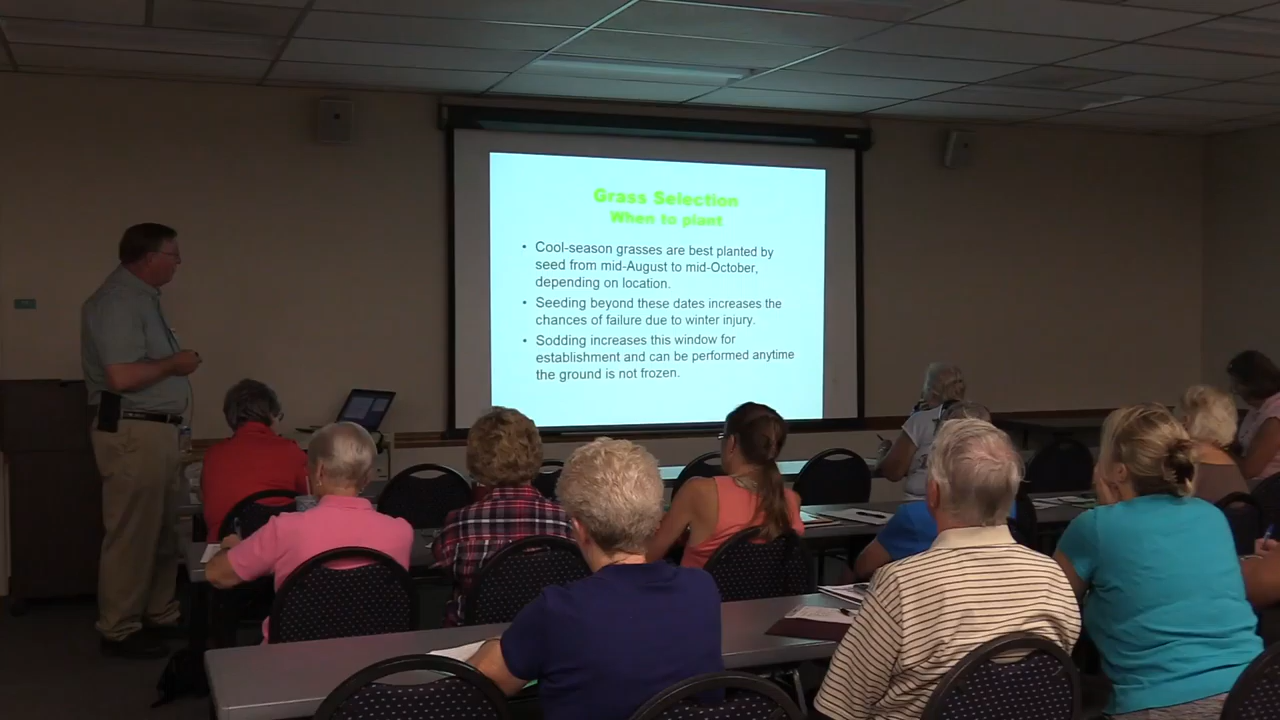 Grass Selection
When to plant
• Cool-season grasses are best planted by
seed from mid-August to mid-October,
depending on location.
• Seeding beyond these dates increases the
chances of failure due to winter injury.
• Sodding increases this window for
establishment and can be performed anytime
the ground is not frozen.